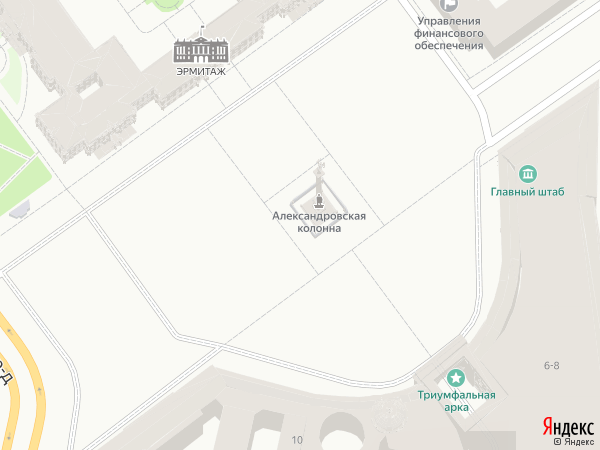 Управления
финансового
обеспечения
ЭРМИТАЖ
Главный штаб
Александровская
колонна
6-8
Триумфальная
арка
10
Яндекс
© Яндекс